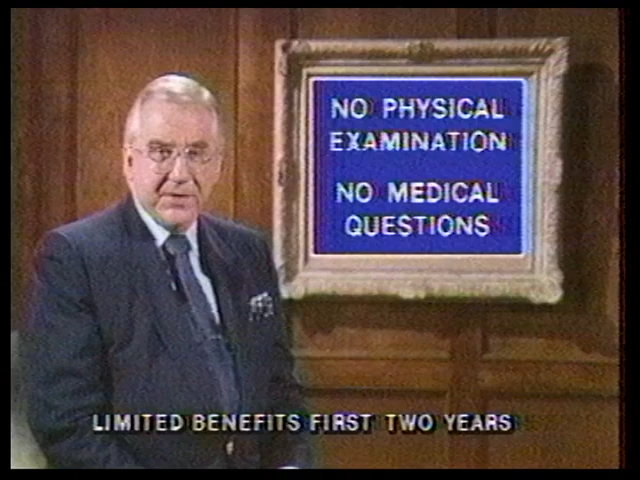 NO PHYSICAL
EXAMINATION
NO MEDICAL
QUESTIONS
LIMITED BENEFITS FIRST TWO YEARS